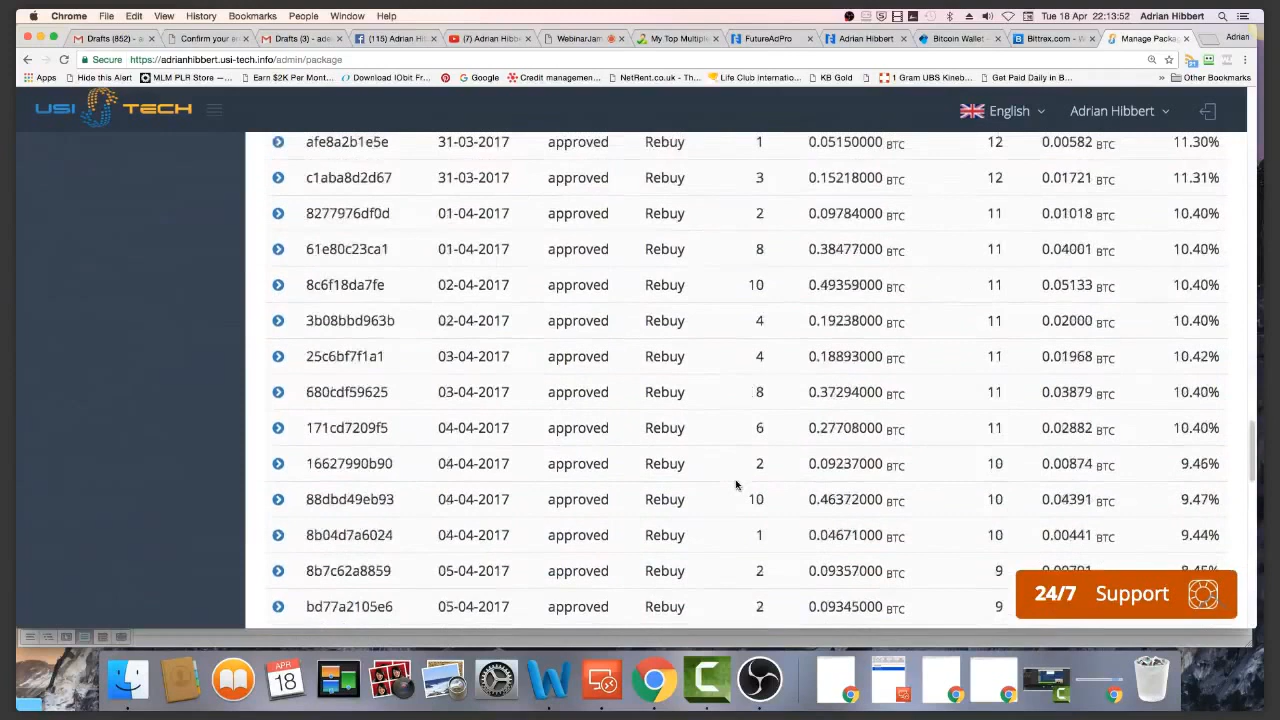 Chrome File Edit View History Bookmarks People Window Help Tue 18 Apr 22:13:52 Adrian Hibbert
Drafts (852) - a Confirm your e Drafts (3) - ade (115) Adrian Hi (7) Adrian Hibb WebinarJam My Top Multiple FutureAdPro Adrian Hibbert Bitcoin Wallet Bittrex.com - W Manage Packa Adrian
Secure https://adrianhibbert.usi-tech.info/admin/package
Apps Hide this Alert MLM PLR Store —... Earn $2K Per Mont... Download IObit Fr... Google Credit managemen... NetRent.co.uk - Th... Life Club internatio... KB Gold 1 Gram UBS Kineb... Get Paid Daily in B... » Other Bookmarks
USI TECH English Adrian Hibbert
afe8a2b1e5e 31-03-2017 approved Rebuy 1 0.05150000 BTC 12 0.00582 BTC 11.30%
c1aba8d2d67 31-03-2017 approved Rebuy 3 0.15218000 BTC 12 0.01721 BTC 11.31%
8277976df0d 01-04-2017 approved Rebuy 2 0.09784000 BTC 11 0.01018 BTC 10.40%
61e80c23ca1 01-04-2017 approved Rebuy 8 0.38477000 BTC 11 0.04001 BTC 10.40%
8c6f18da7fe 02-04-2017 approved Rebuy 10 0.49359000 BTC 11 0.05133 BTC 10.40%
3b08bbd963b 02-04-2017 approved Rebuy 4 0.19238000 BTC 11 0.02000 BTC 10.40%
25c6bf7f1a1 03-04-2017 approved Rebuy 4 0.18893000 BTC 11 0.01968 BTC 10.42%
680cdf59625 03-04-2017 approved Rebuy 8 0.37294000 BTC 11 0.03879 BTC 10.40%
171cd7209f5 04-04-2017 approved Rebuy 6 0.27708000 BTC 11 0.02882 BTC 10.40%
16627990b90 04-04-2017 approved Rebuy 2 0.09237000 BTC 10 0.00874 BTC 9.46%
88dbd49eb93 04-04-2017 approved Rebuy 10 0.46372000 BTC 10 0.04391 BTC 9.47%
8b04d7a6024 04-04-2017 approved Rebuy 1 0.04671000 BTC 10 0.00441 BTC 9.44%
8b7c62a8859 05-04-2017 approved Rebuy 2 0.09357000 BTC 9
bd77a2105e6 05-04-2017 approved Rebuy 2 0.09345000 BTC 9
24/7 Support
APR
18